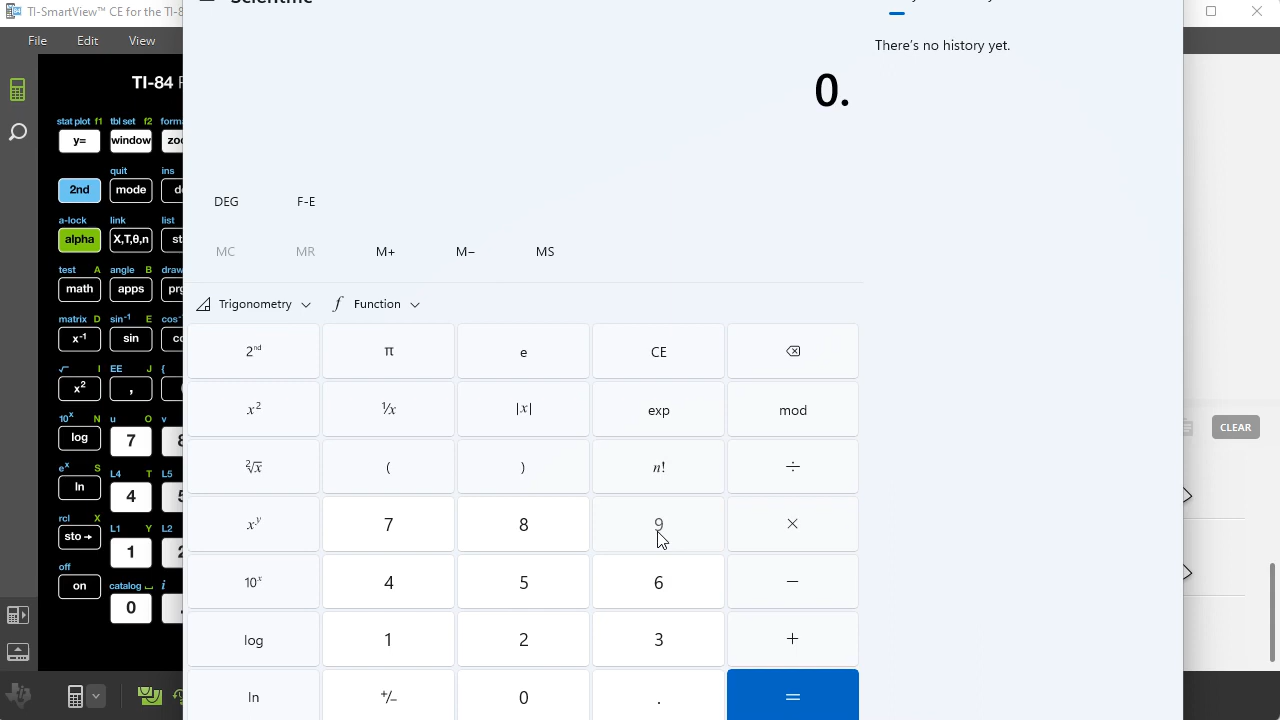 TI-SmartView™ CE for the TI-84
File Edit View
Scientific
There's no history yet.
0.
TI-84
stat plot f1 tbl set f2
y= window
quit ins
2nd mode
a-lock link list
alpha X,T,θ,n
test A angle B draw
math apps
matrix D sin⁻¹ E cos⁻
x⁻¹ sin
√ I EE J {
x² ,
10ˣ N u O v
log 7 8
eˣ S L4 T L5
ln 4 5
rcl X L1 Y L2
sto→ 1 2
off catalog i
on 0 .
DEG F-E
MC MR M+ M− MS
Trigonometry Function
2ⁿᵈ π e CE
x² ¹/x |x| exp mod
²√x ( ) n! ÷
xʸ 7 8 9 ×
10ˣ 4 5 6 −
log 1 2 3 +
ln +/− 0 . =
CLEAR